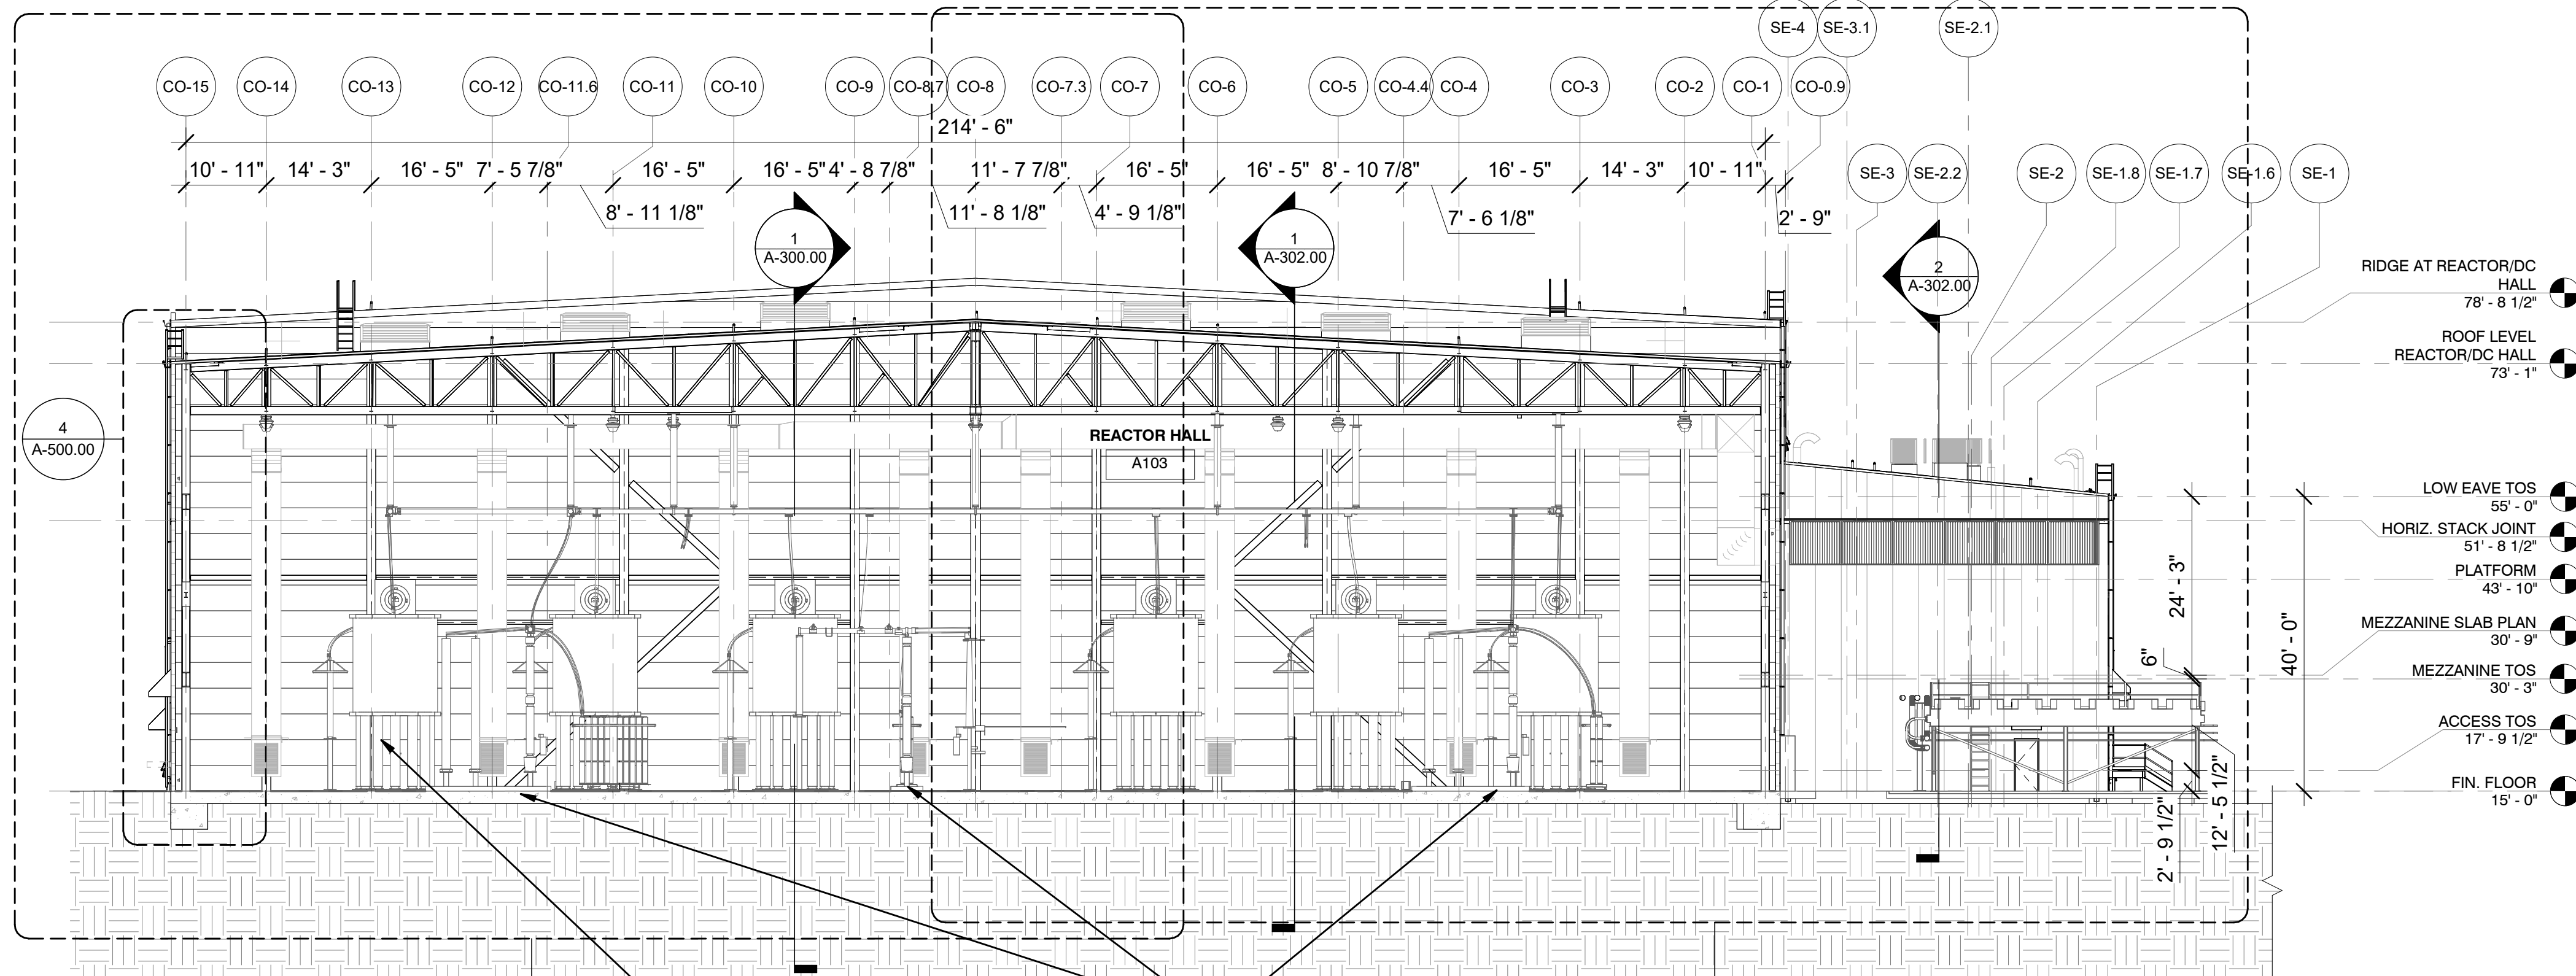 SE-4
SE-3.1
SE-2.1
CO-15
CO-14
CO-13
CO-12
CO-11.6
CO-11
CO-10
CO-9
CO-8.7
CO-8
CO-7.3
CO-7
CO-6
CO-5
CO-4.4
CO-4
CO-3
CO-2
CO-1
CO-0.9
214' - 6"
10' - 11"
14' - 3"
16' - 5"
7' - 5 7/8"
16' - 5"
16' - 5"
4' - 8 7/8"
11' - 7 7/8"
16' - 5"
16' - 5"
8' - 10 7/8"
16' - 5"
14' - 3"
10' - 11"
SE-3
SE-2.2
SE-2
SE-1.8
SE-1.7
SE-1.6
SE-1
8' - 11 1/8"
11' - 8 1/8"
4' - 9 1/8"
7' - 6 1/8"
2' - 9"
1
A-300.00
1
A-302.00
2
A-302.00
RIDGE AT REACTOR/DC
HALL
78' - 8 1/2"
ROOF LEVEL
REACTOR/DC HALL
73' - 1"
4
A-500.00
REACTOR HALL
A103
LOW EAVE TOS
55' - 0"
HORIZ. STACK JOINT
51' - 8 1/2"
PLATFORM
43' - 10"
MEZZANINE SLAB PLAN
30' - 9"
MEZZANINE TOS
30' - 3"
ACCESS TOS
17' - 9 1/2"
FIN. FLOOR
15' - 0"
24' - 3"
6"
40' - 0"
2' - 9 1/2"
12' - 5 1/2"